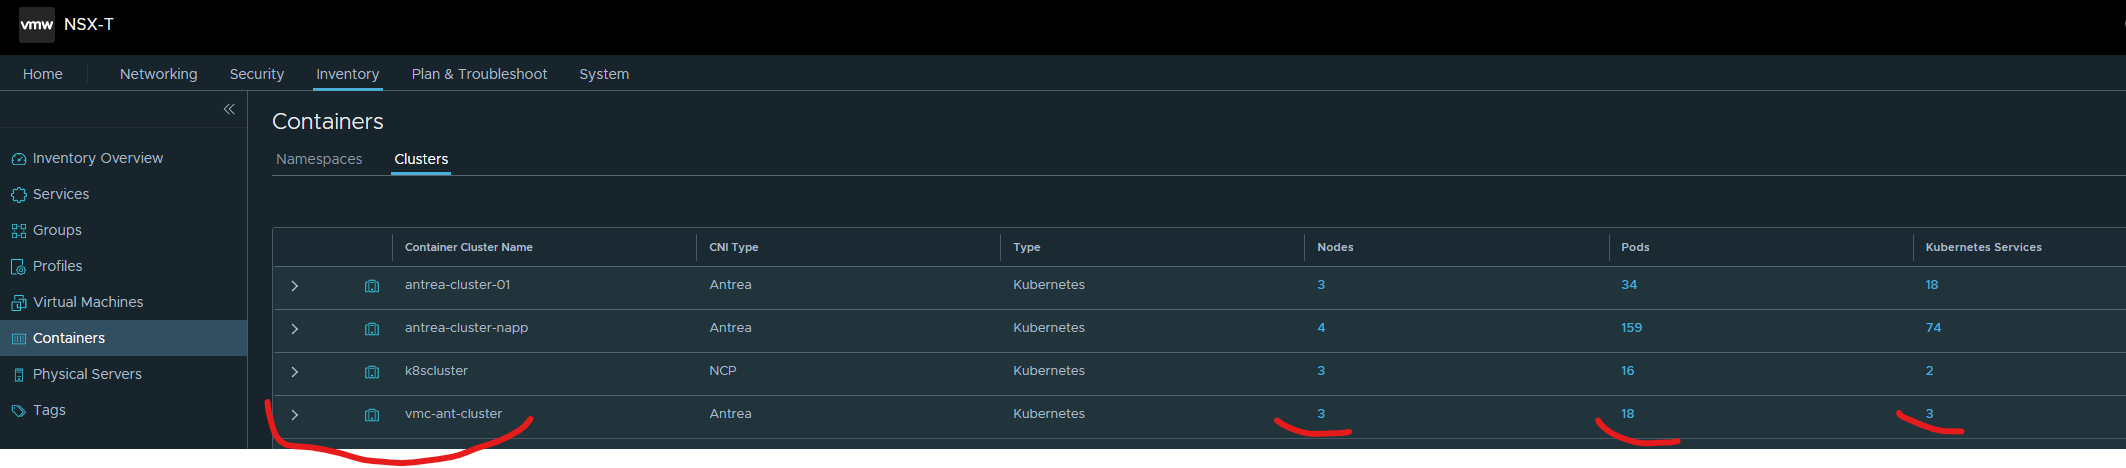 vmw NSX-T
Home Networking Security Inventory Plan & Troubleshoot System
Containers
Namespaces Clusters
Inventory Overview
Services
Groups
Profiles
Virtual Machines
Containers
Physical Servers
Tags
Container Cluster Name CNI Type Type Nodes Pods Kubernetes Services
antrea-cluster-01 Antrea Kubernetes 3 34 18
antrea-cluster-napp Antrea Kubernetes 4 159 74
k8scluster NCP Kubernetes 3 16 2
vmc-ant-cluster Antrea Kubernetes 3 18 3